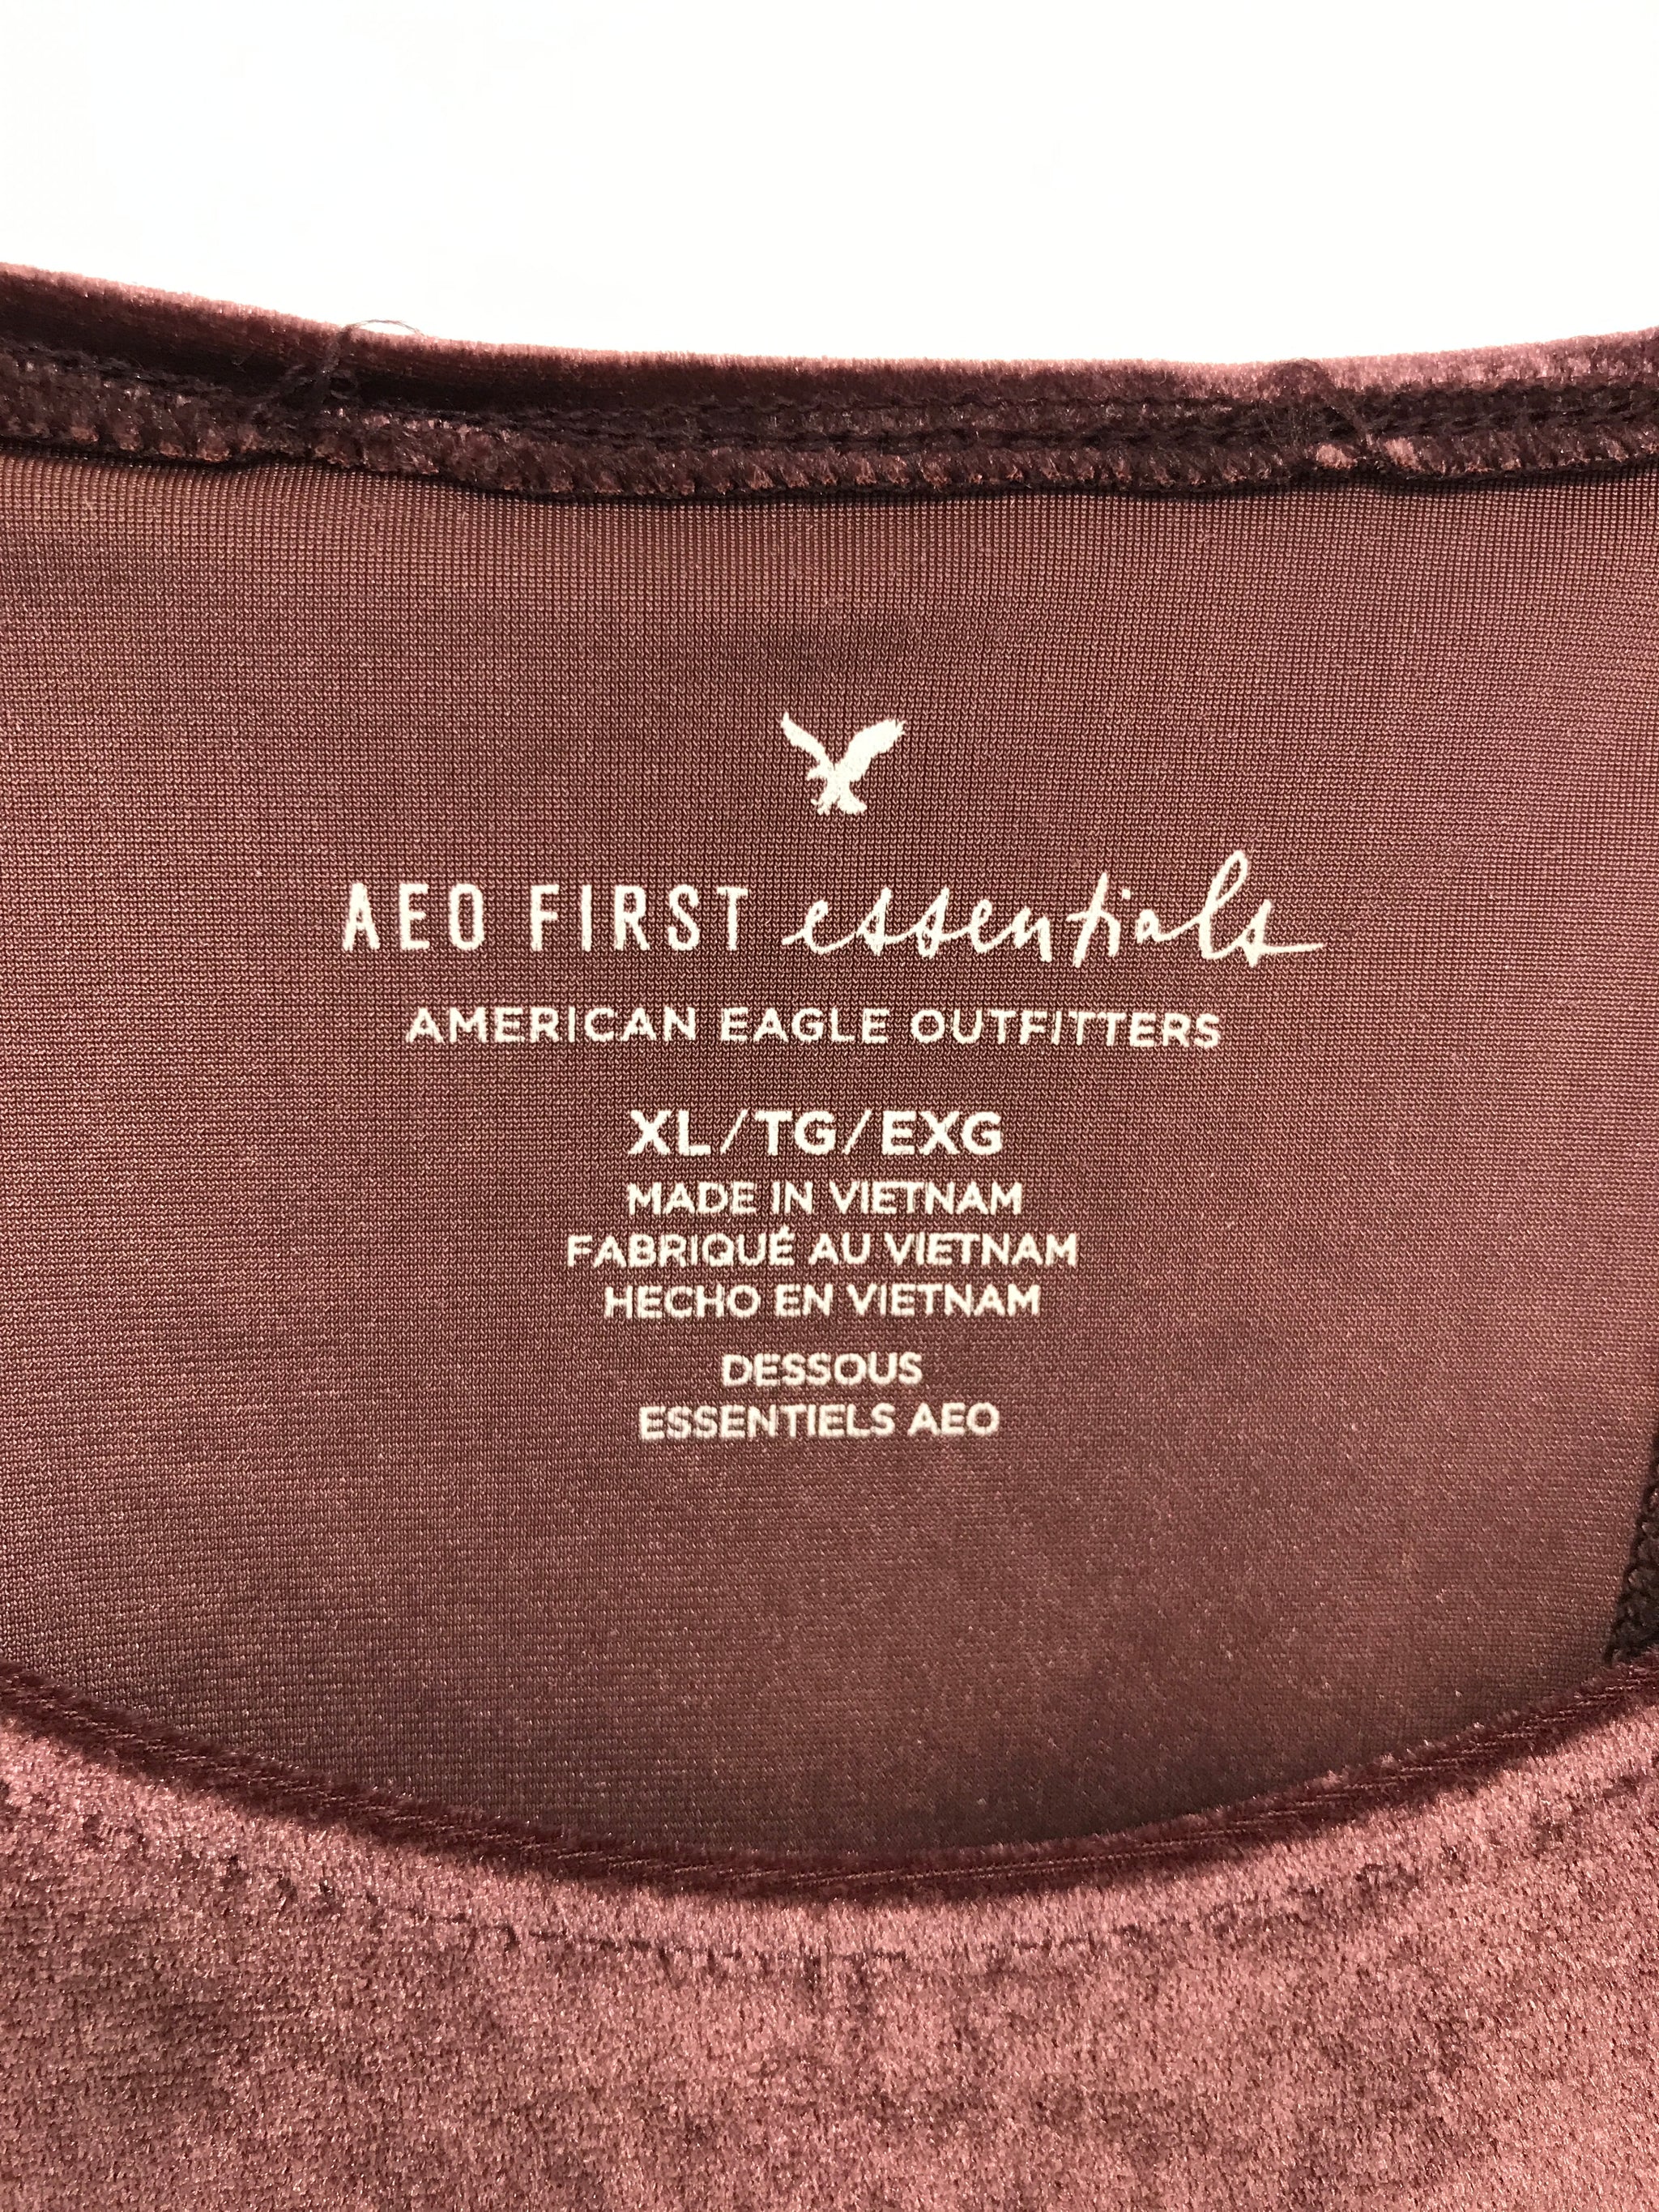 AEO FIRST essentials
AMERICAN EAGLE OUTFITTERS
XL/TG/EXG
MADE IN VIETNAM
FABRIQUÉ AU VIETNAM
HECHO EN VIETNAM
DESSOUS
ESSENTIELS AEO